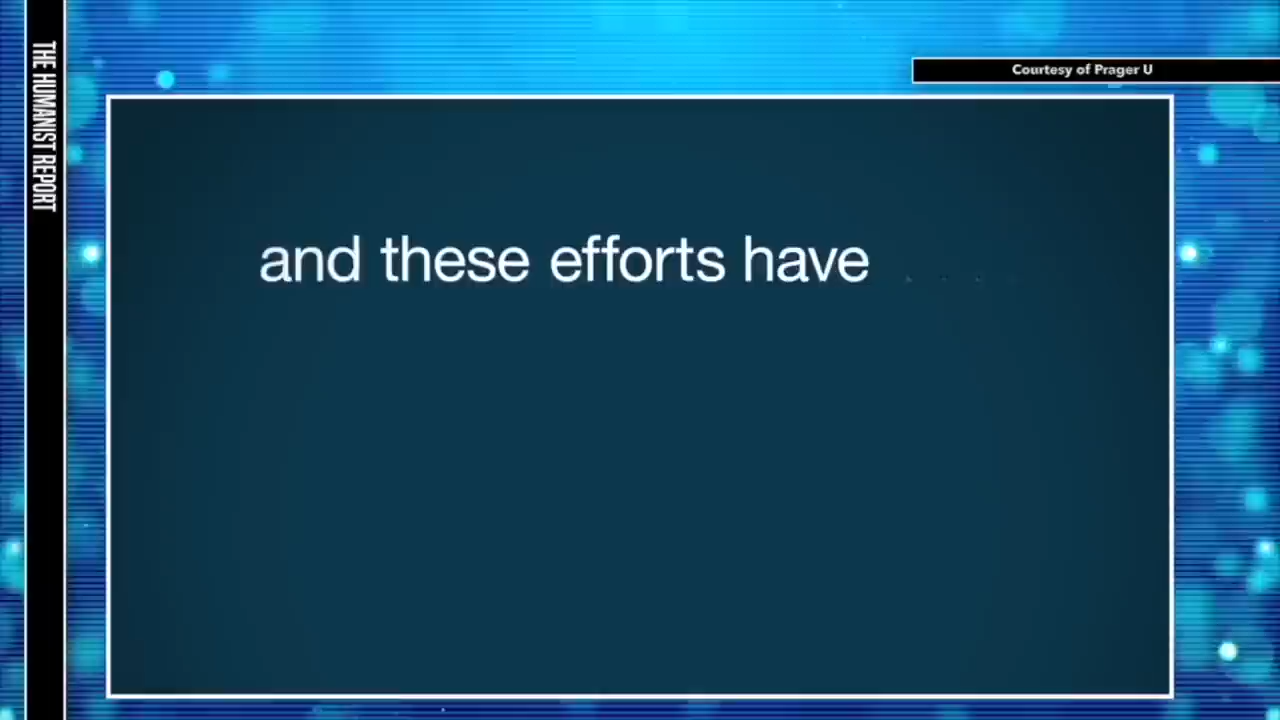 THE HUMANIST REPORT
Courtesy of Prager U
and these efforts have